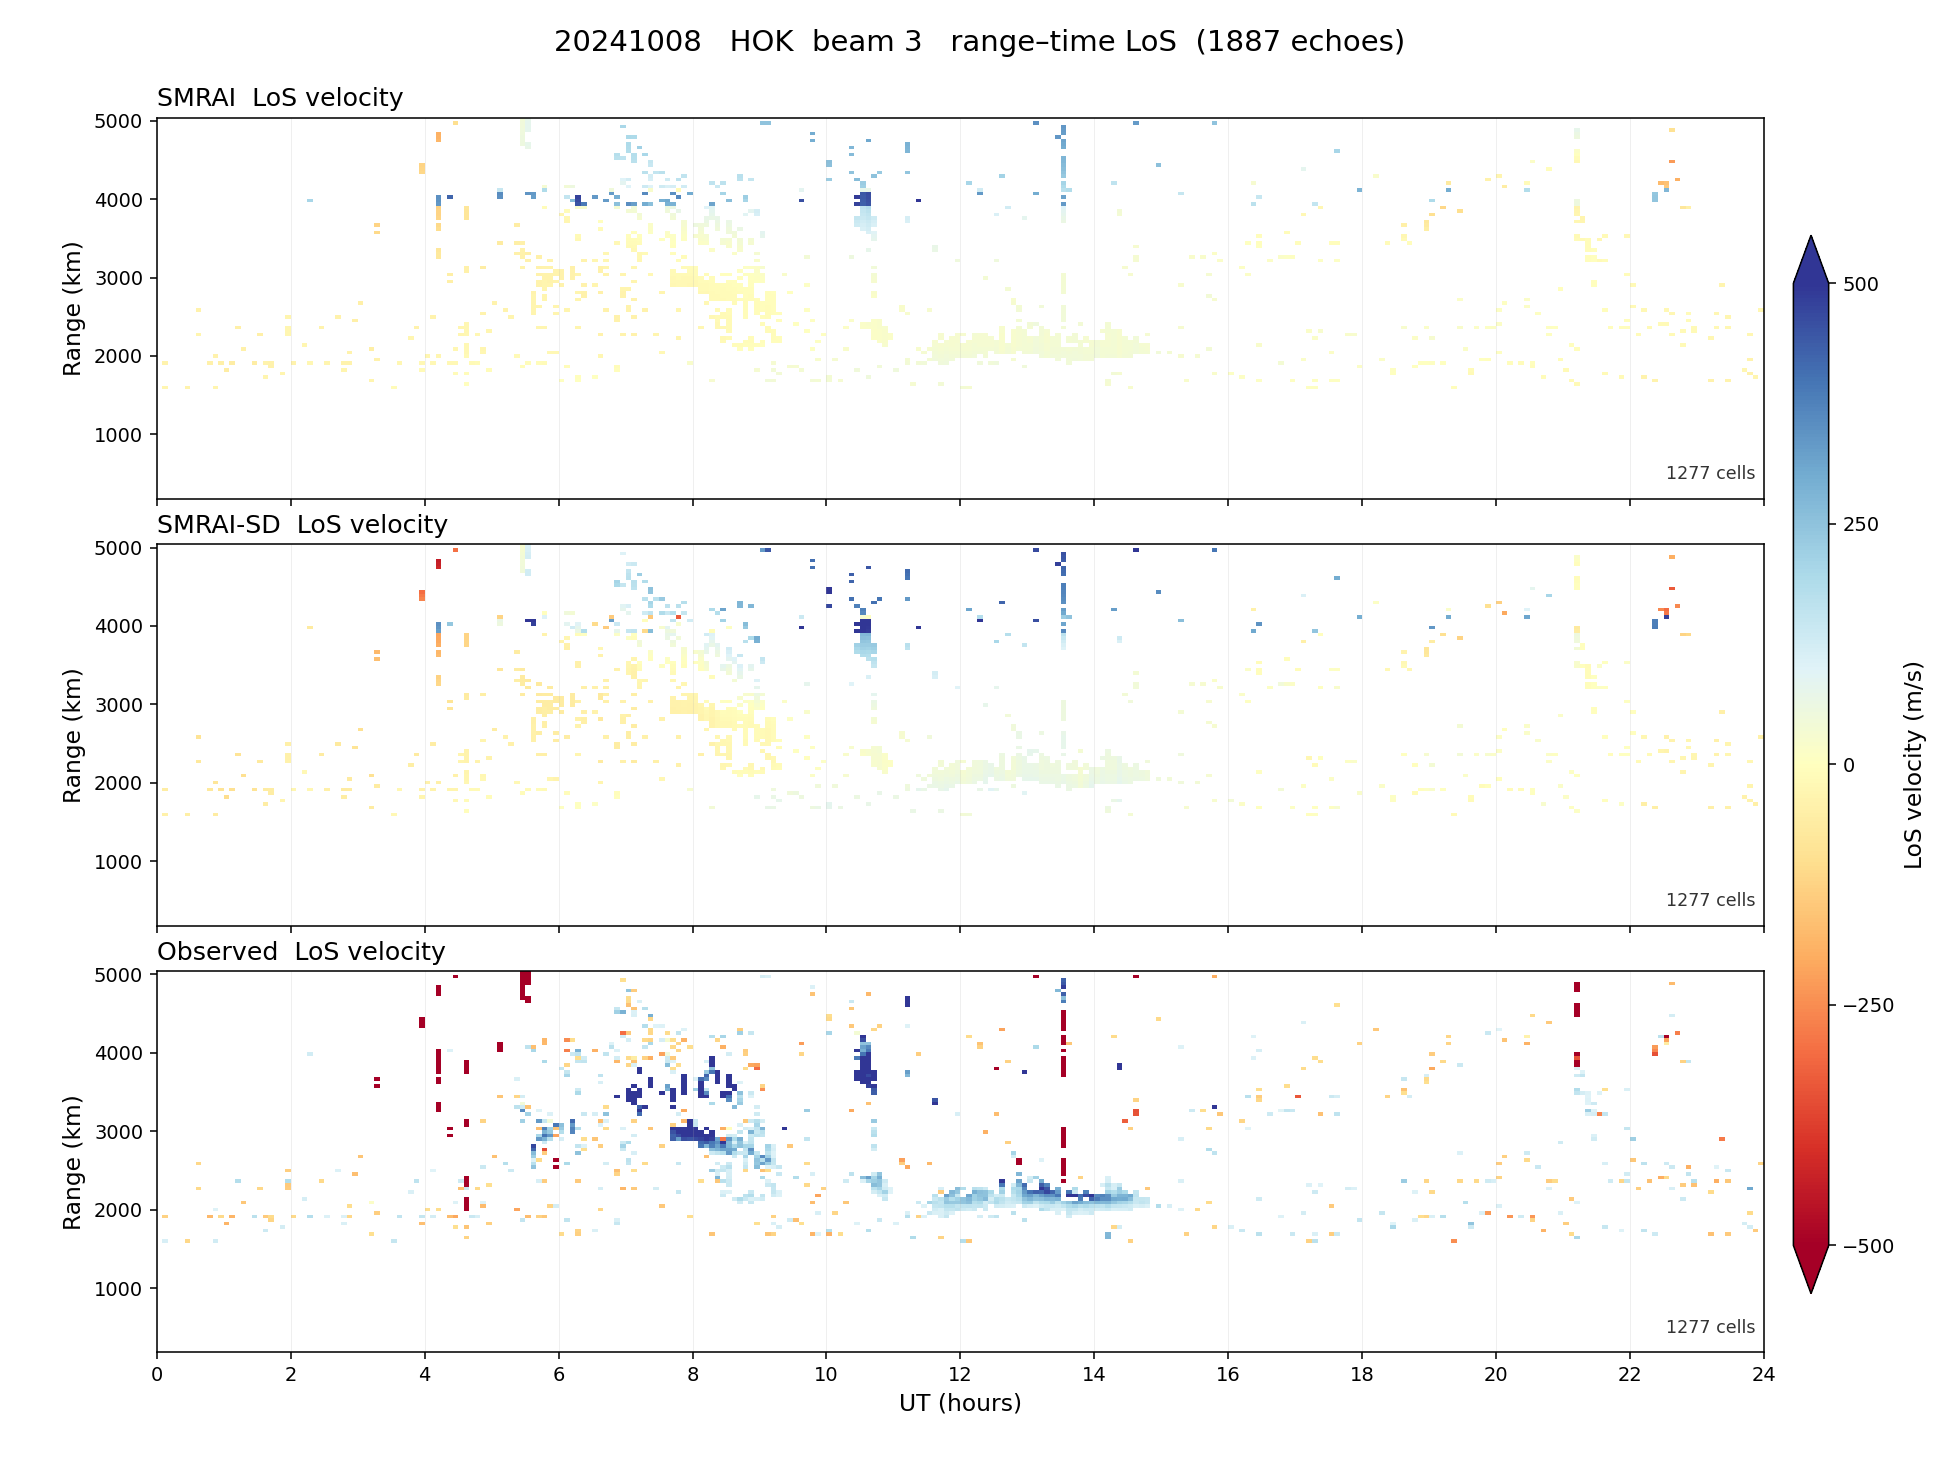 20241008   HOK  beam 3   range–time LoS  (1887 echoes)
SMRAI  LoS velocity
5000
4000
3000
2000
1000
Range (km)
1277 cells
SMRAI-SD  LoS velocity
5000
4000
3000
2000
1000
Range (km)
1277 cells
Observed  LoS velocity
5000
4000
3000
2000
1000
Range (km)
1277 cells
0 2 4 6 8 10 12 14 16 18 20 22 24
UT (hours)
500
250
0
−250
−500
LoS velocity (m/s)